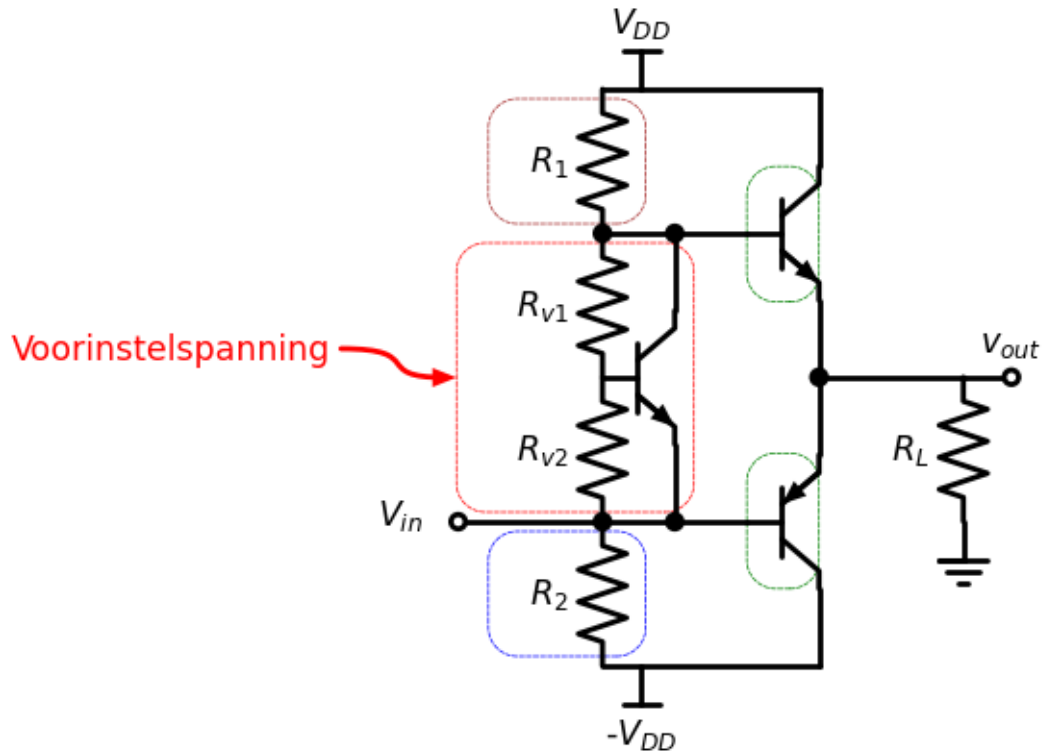 V_DD
R_1
R_v1
Voorinstelspanning
v_out
R_v2
R_L
V_in
R_2
-V_DD